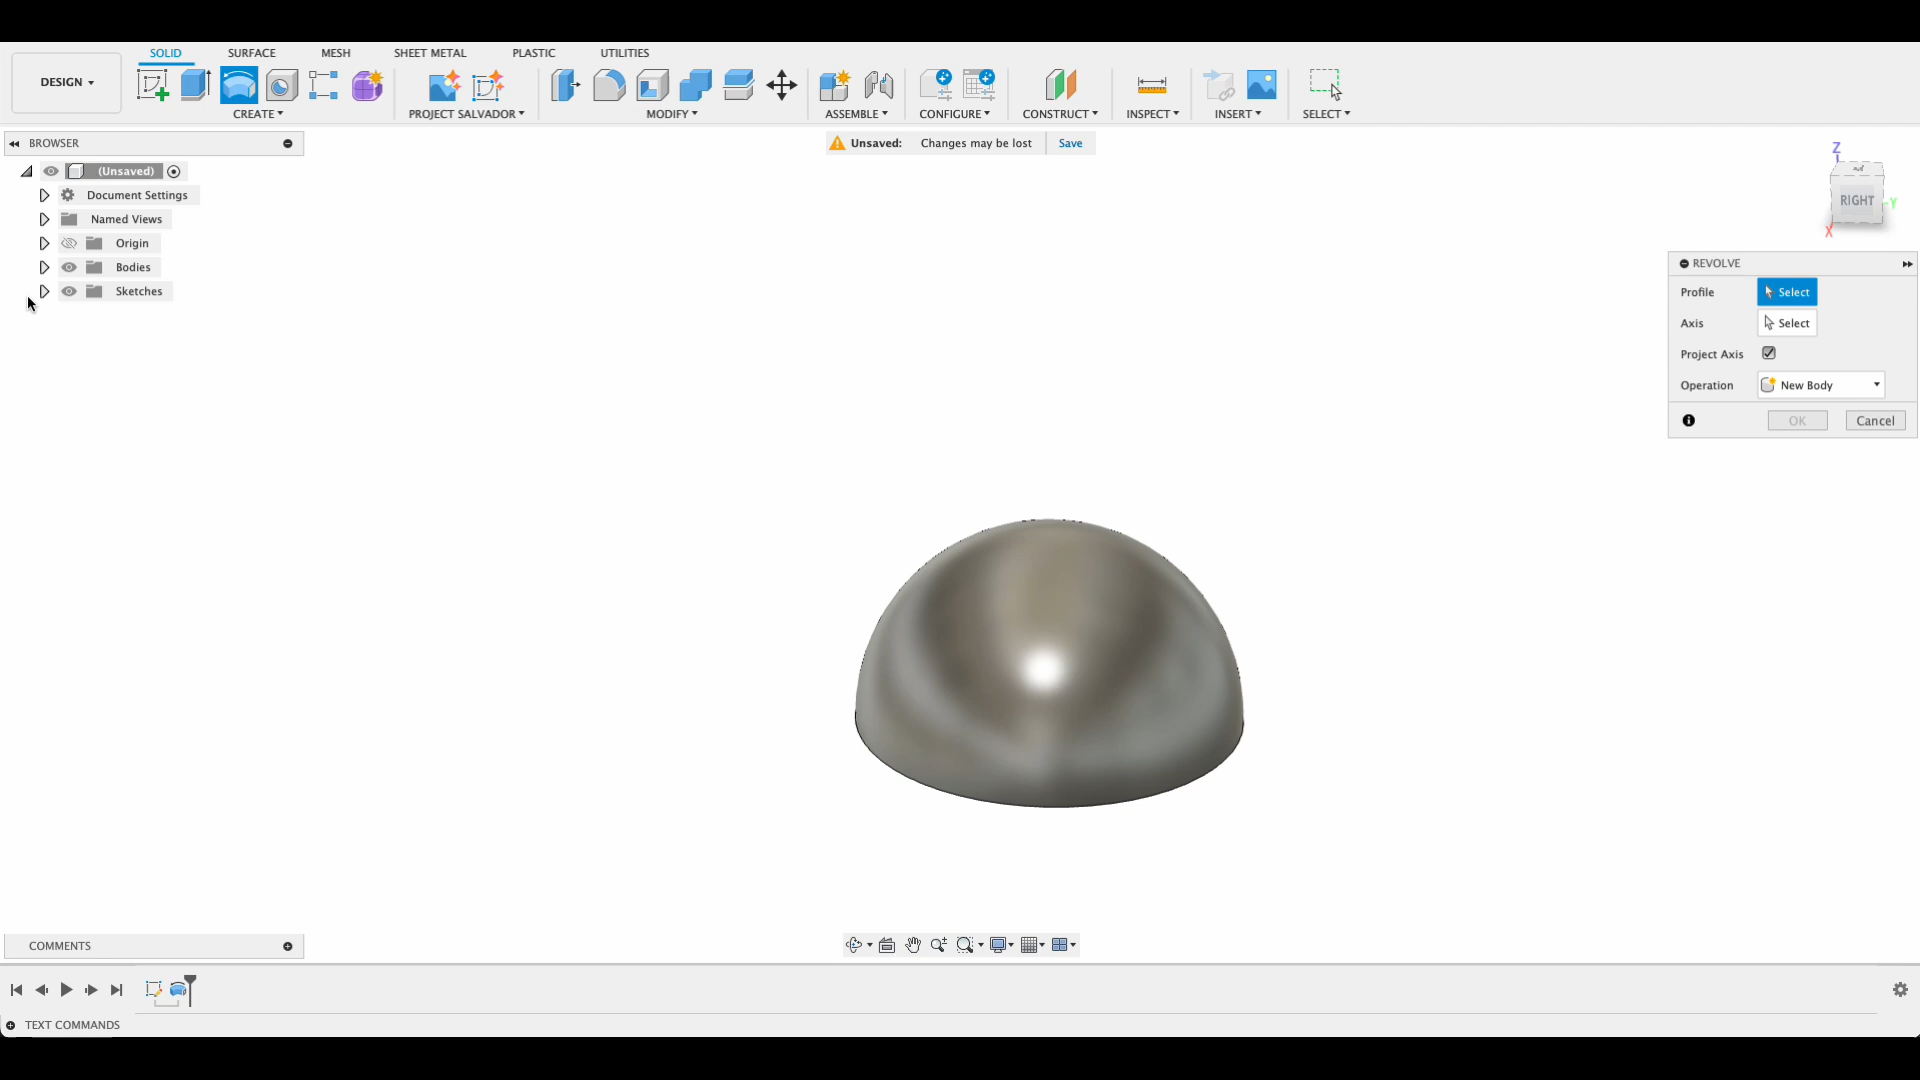 SOLID SURFACE MESH SHEET METAL PLASTIC UTILITIES
DESIGN
CREATE PROJECT SALVADOR MODIFY ASSEMBLE CONFIGURE CONSTRUCT INSPECT INSERT SELECT
BROWSER
Unsaved: Changes may be lost Save
(Unsaved)
Document Settings
Named Views
Origin
Bodies
Sketches
Z
RIGHT
Y
X
REVOLVE
Profile Select
Axis Select
Project Axis
Operation New Body
OK Cancel
COMMENTS
TEXT COMMANDS